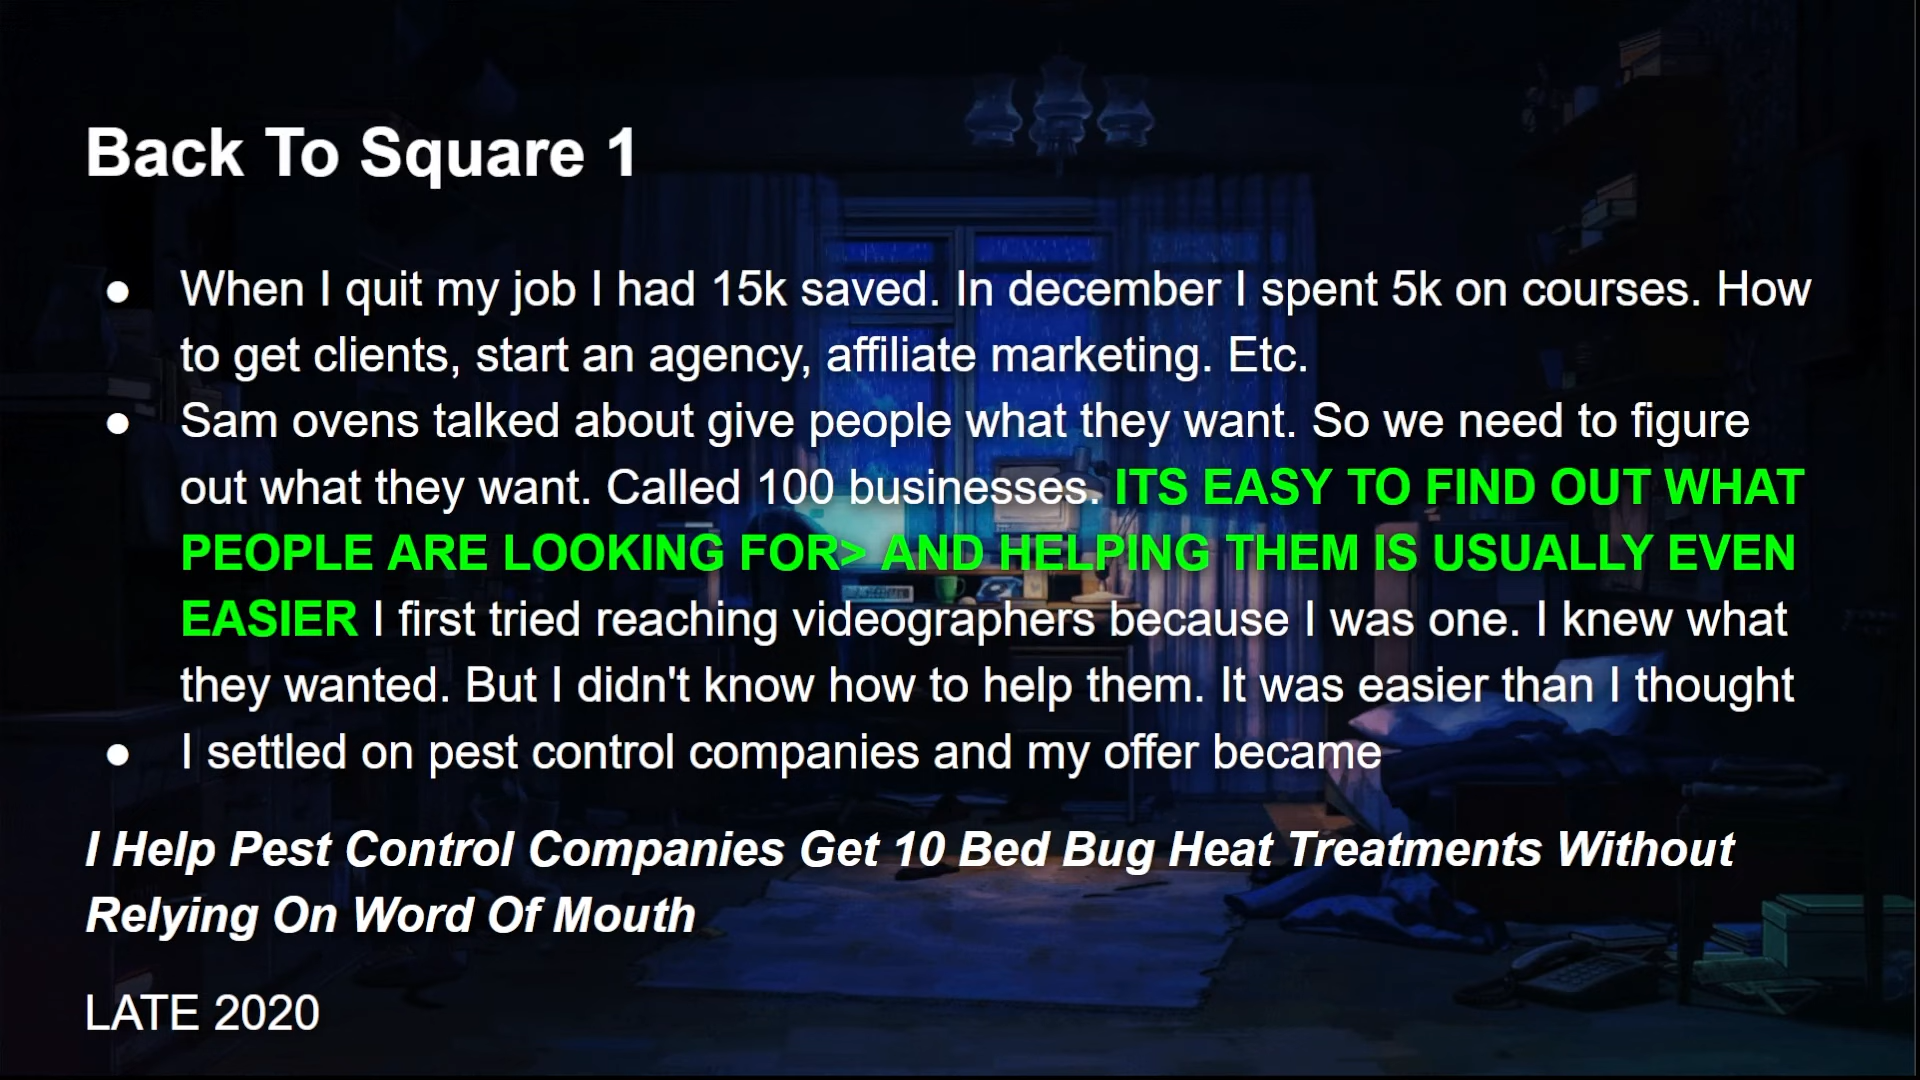 Back To Square 1
● When I quit my job I had 15k saved. In december I spent 5k on courses. How
to get clients, start an agency, affiliate marketing. Etc.
● Sam ovens talked about give people what they want. So we need to figure
out what they want. Called 100 businesses. ITS EASY TO FIND OUT WHAT
PEOPLE ARE LOOKING FOR> AND HELPING THEM IS USUALLY EVEN
EASIER I first tried reaching videographers because I was one. I knew what
they wanted. But I didn't know how to help them. It was easier than I thought
● I settled on pest control companies and my offer became
I Help Pest Control Companies Get 10 Bed Bug Heat Treatments Without
Relying On Word Of Mouth
LATE 2020